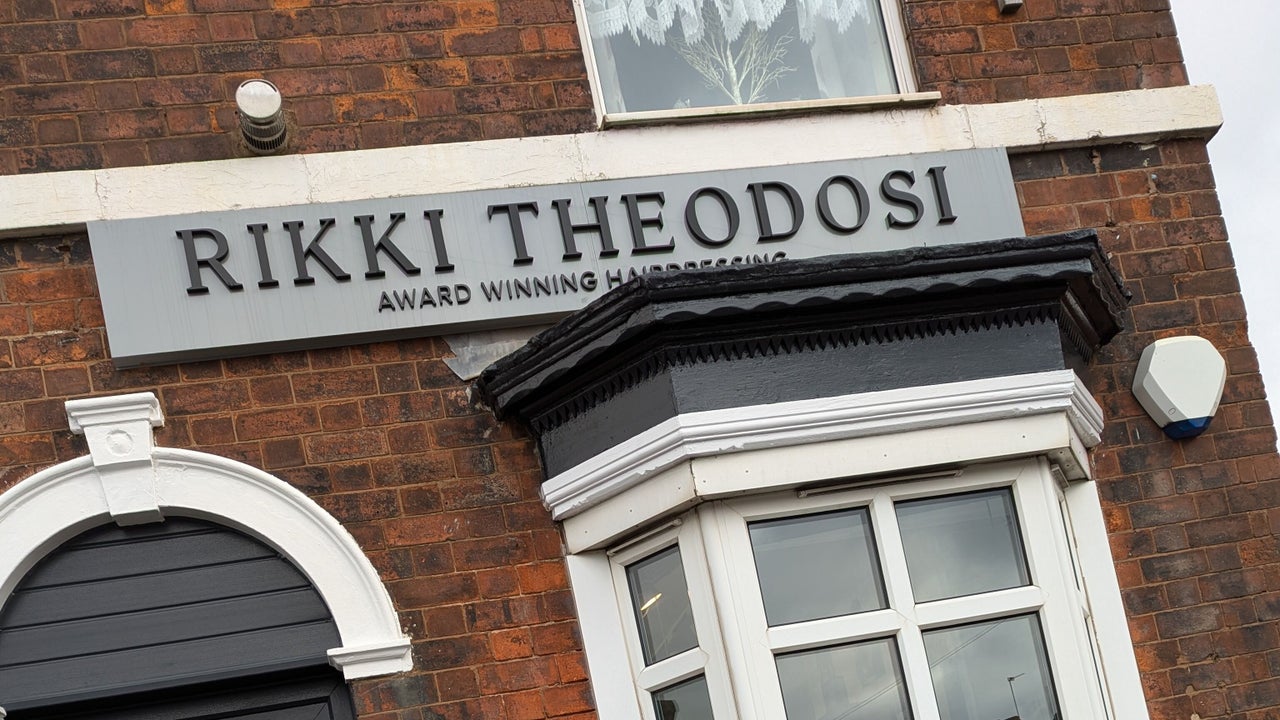 RIKKI THEODOSI
AWARD WINNING HAIRDRESSING